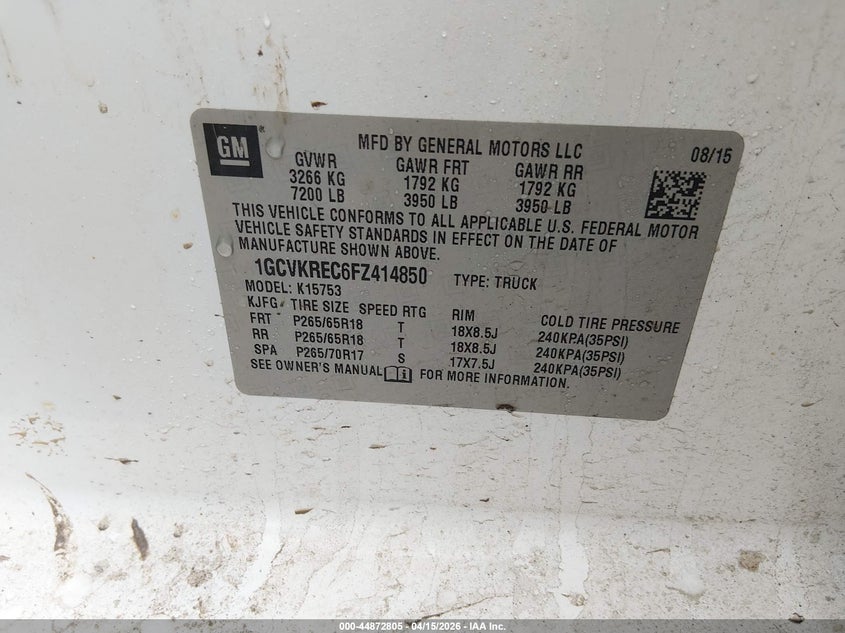 GM
MFD BY GENERAL MOTORS LLC 08/15
GVWR GAWR FRT GAWR RR
3266 KG 1792 KG 1792 KG
7200 LB 3950 LB 3950 LB
THIS VEHICLE CONFORMS TO ALL APPLICABLE U.S. FEDERAL MOTOR
VEHICLE SAFETY STANDARDS IN EFFECT ON THE DATE OF
MANUFACTURE SHOWN ABOVE.
1GCVKREC6FZ414850 TYPE: TRUCK
MODEL: K15753
KJFG TIRE SIZE SPEED RTG RIM COLD TIRE PRESSURE
FRT P265/65R18 T 18X8.5J 240KPA(35PSI)
RR P265/65R18 T 18X8.5J 240KPA(35PSI)
SPA P265/70R17 S 17X7.5J 240KPA(35PSI)
SEE OWNER'S MANUAL FOR MORE INFORMATION.
000-44872805 - 04/15/2026 - IAA Inc.